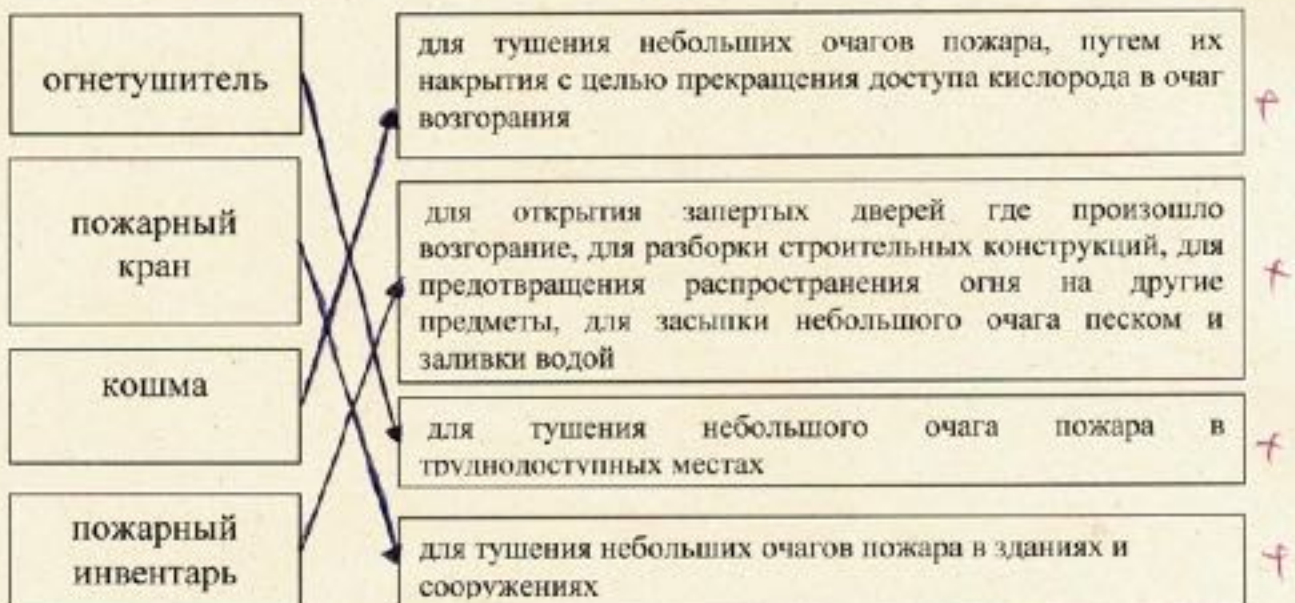 огнетушитель
пожарный
кран
кошма
пожарный
инвентарь
для тушения небольших очагов пожара, путем их
накрытия с целью прекращения доступа кислорода в очаг
возгорания
+
для открытия запертых дверей где произошло
возгорание, для разборки строительных конструкций, для
предотвращения распространения огня на другие
предметы, для засыпки небольшого очага песком и
заливки водой
+
для тушения небольшого очага пожара в
труднодоступных местах
+
для тушения небольших очагов пожара в зданиях и
сооружениях
+